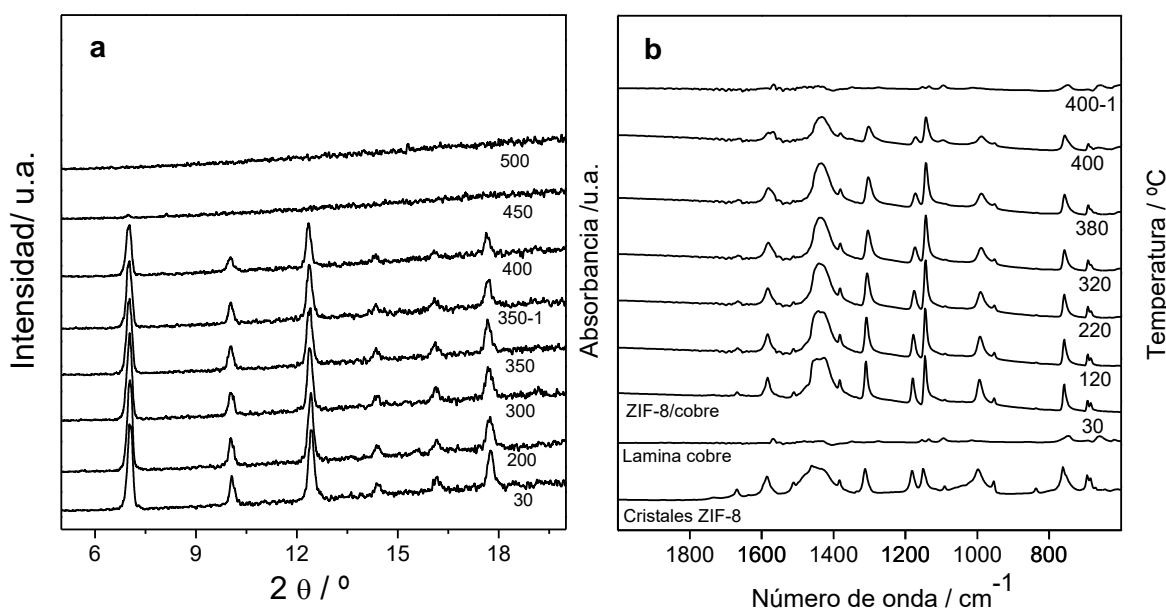 a
500
450
400
350-1
350
300
200
30
Intensidad/ u.a.
6 9 12 15 18
2 θ / º
b
400-1
400
380
320
220
120
ZIF-8/cobre
30
Lamina cobre
Cristales ZIF-8
Absorbancia /u.a.
Temperatura / ºC
1800 1600 1400 1200 1000 800
Número de onda / cm-1